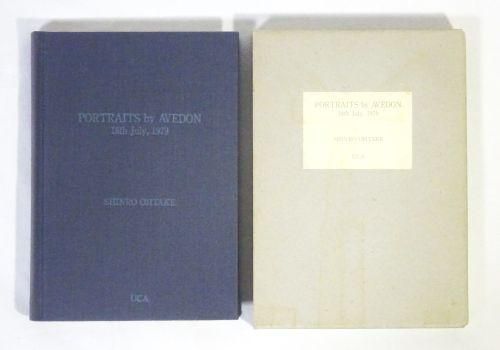 PORTRAITS by AVEDON
18th July, 1979
SHINRO OHTAKE
UCA
PORTRAITS by AVEDON
18th July, 1979
SHINRO OHTAKE
UCA